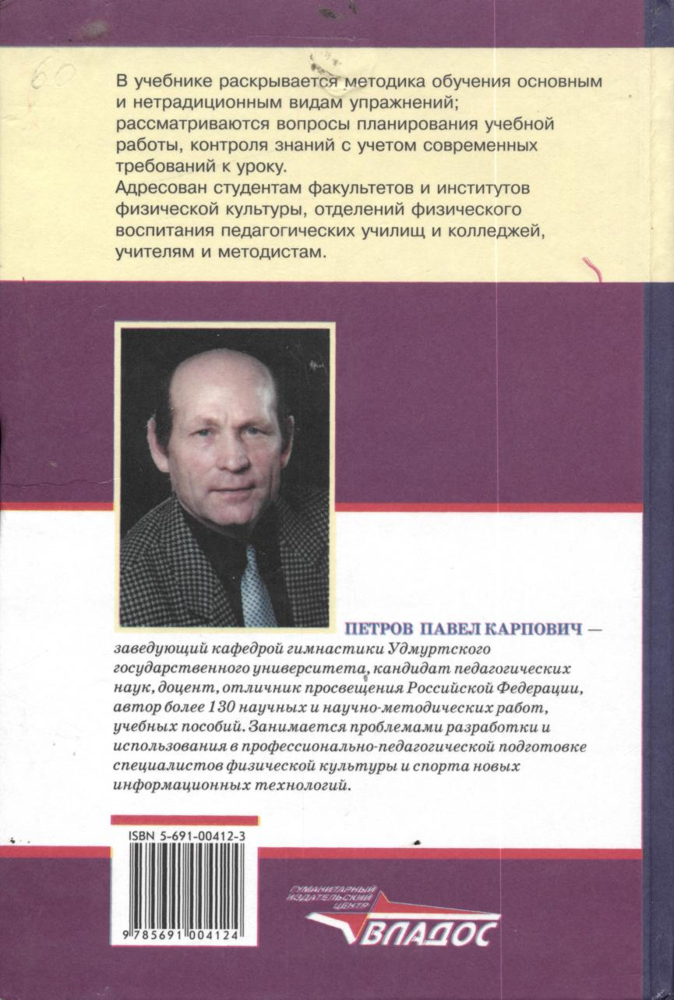 60
В учебнике раскрывается методика обучения основным
и нетрадиционным видам упражнений;
рассматриваются вопросы планирования учебной
работы, контроля знаний с учетом современных
требований к уроку.
Адресован студентам факультетов и институтов
физической культуры, отделений физического
воспитания педагогических училищ и колледжей,
учителям и методистам.
ПЕТРОВ ПАВЕЛ КАРПОВИЧ —
заведующий кафедрой гимнастики Удмуртского
государственного университета, кандидат педагогических
наук, доцент, отличник просвещения Российской Федерации,
автор более 130 научных и научно-методических работ,
учебных пособий. Занимается проблемами разработки и
использования в профессионально-педагогической подготовке
специалистов физической культуры и спорта новых
информационных технологий.
ISBN 5-691-00412-3
9 785691 004124
ГУМАНИТАРНЫЙ
ИЗДАТЕЛЬСКИЙ
ЦЕНТР
ВЛАДОС